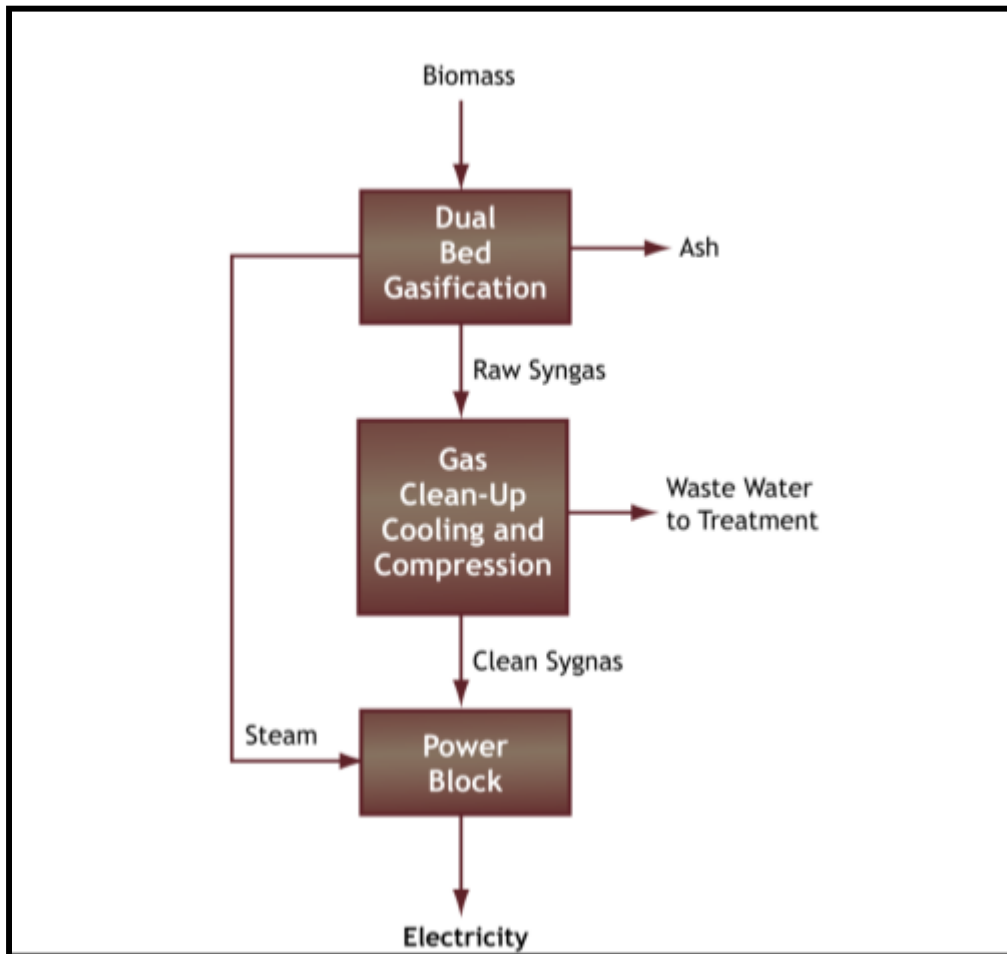 Biomass
Dual
Bed
Gasification
Ash
Raw Syngas
Gas
Clean-Up
Cooling and
Compression
Waste Water
to Treatment
Clean Sygnas
Steam
Power
Block
Electricity